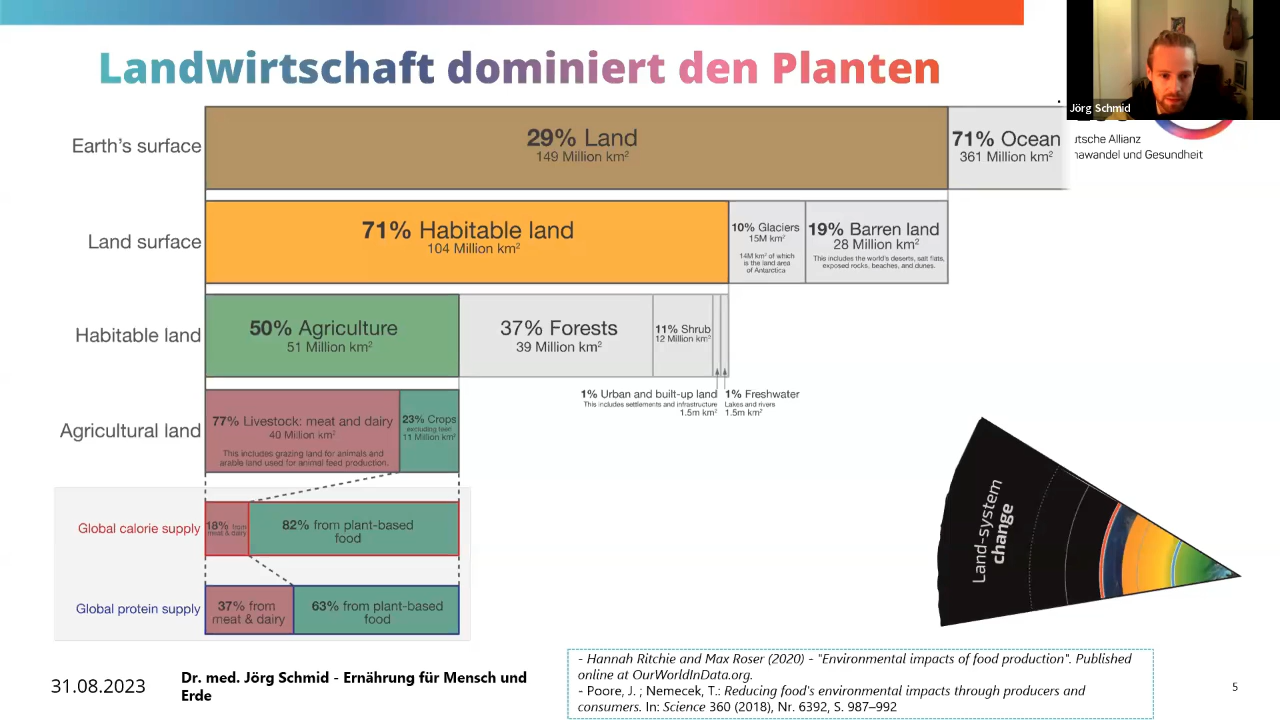 Landwirtschaft dominiert den Planten
Jörg Schmid
utsche Allianz
awandel und Gesundheit
Earth's surface
29% Land
149 Million km²
71% Ocean
361 Million km²
Land surface
71% Habitable land
104 Million km²
10% Glaciers
15M km²
14M km² of which
is the land area
of Antarctica
19% Barren land
28 Million km²
This includes the world's deserts, salt flats,
exposed rocks, beaches, and dunes.
Habitable land
50% Agriculture
51 Million km²
37% Forests
39 Million km²
11% Shrub
12 Million km²
1% Urban and built-up land
This includes settlements and infrastructure
1.5m km²
1% Freshwater
Lakes and rivers
1.5m km²
Agricultural land
77% Livestock: meat and dairy
40 Million km²
This includes grazing land for animals and
arable land used for animal feed production.
23% Crops
excluding feed
11 Million km²
Global calorie supply
18% from
meat & dairy
82% from plant-based
food
Global protein supply
37% from
meat & dairy
63% from plant-based
food
Land-system
change
31.08.2023
Dr. med. Jörg Schmid - Ernährung für Mensch und
Erde
- Hannah Ritchie and Max Roser (2020) - "Environmental impacts of food production". Published
online at OurWorldInData.org.
- Poore, J. ; Nemecek, T.: Reducing food's environmental impacts through producers and
consumers. In: Science 360 (2018), Nr. 6392, S. 987–992
5